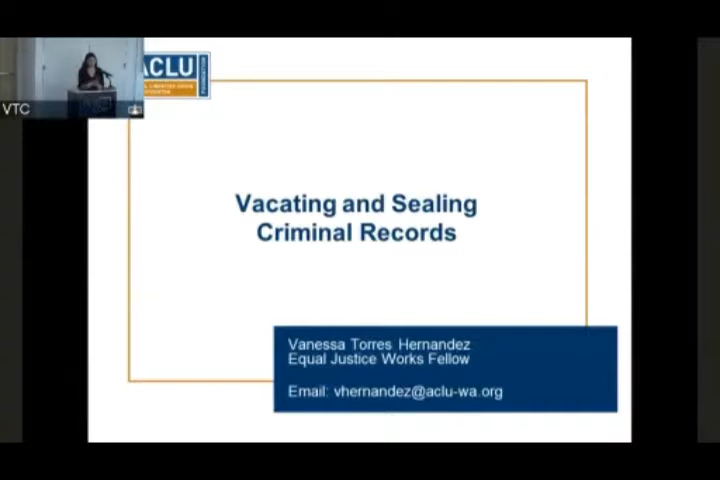 ACLU
FOUNDATION
VTC
Vacating and Sealing
Criminal Records
Vanessa Torres Hernandez
Equal Justice Works Fellow
Email: vhernandez@aclu-wa.org